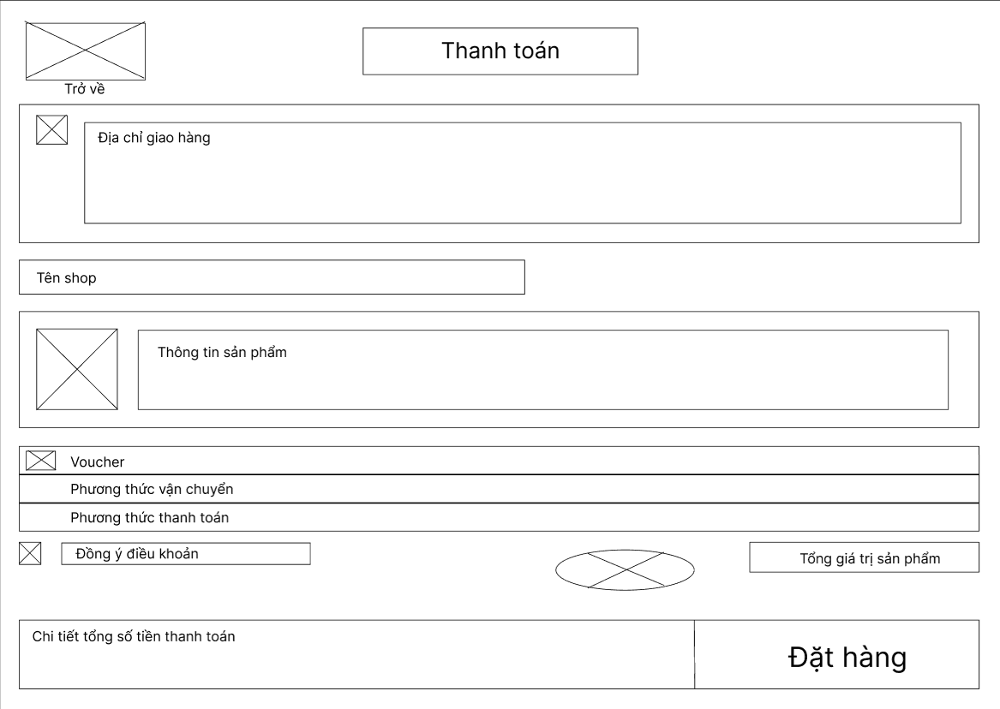 Thanh toán
Trở về
Địa chỉ giao hàng
Tên shop
Thông tin sản phẩm
Voucher
Phương thức vận chuyển
Phương thức thanh toán
Đồng ý điều khoản
Tổng giá trị sản phẩm
Chi tiết tổng số tiền thanh toán
Đặt hàng